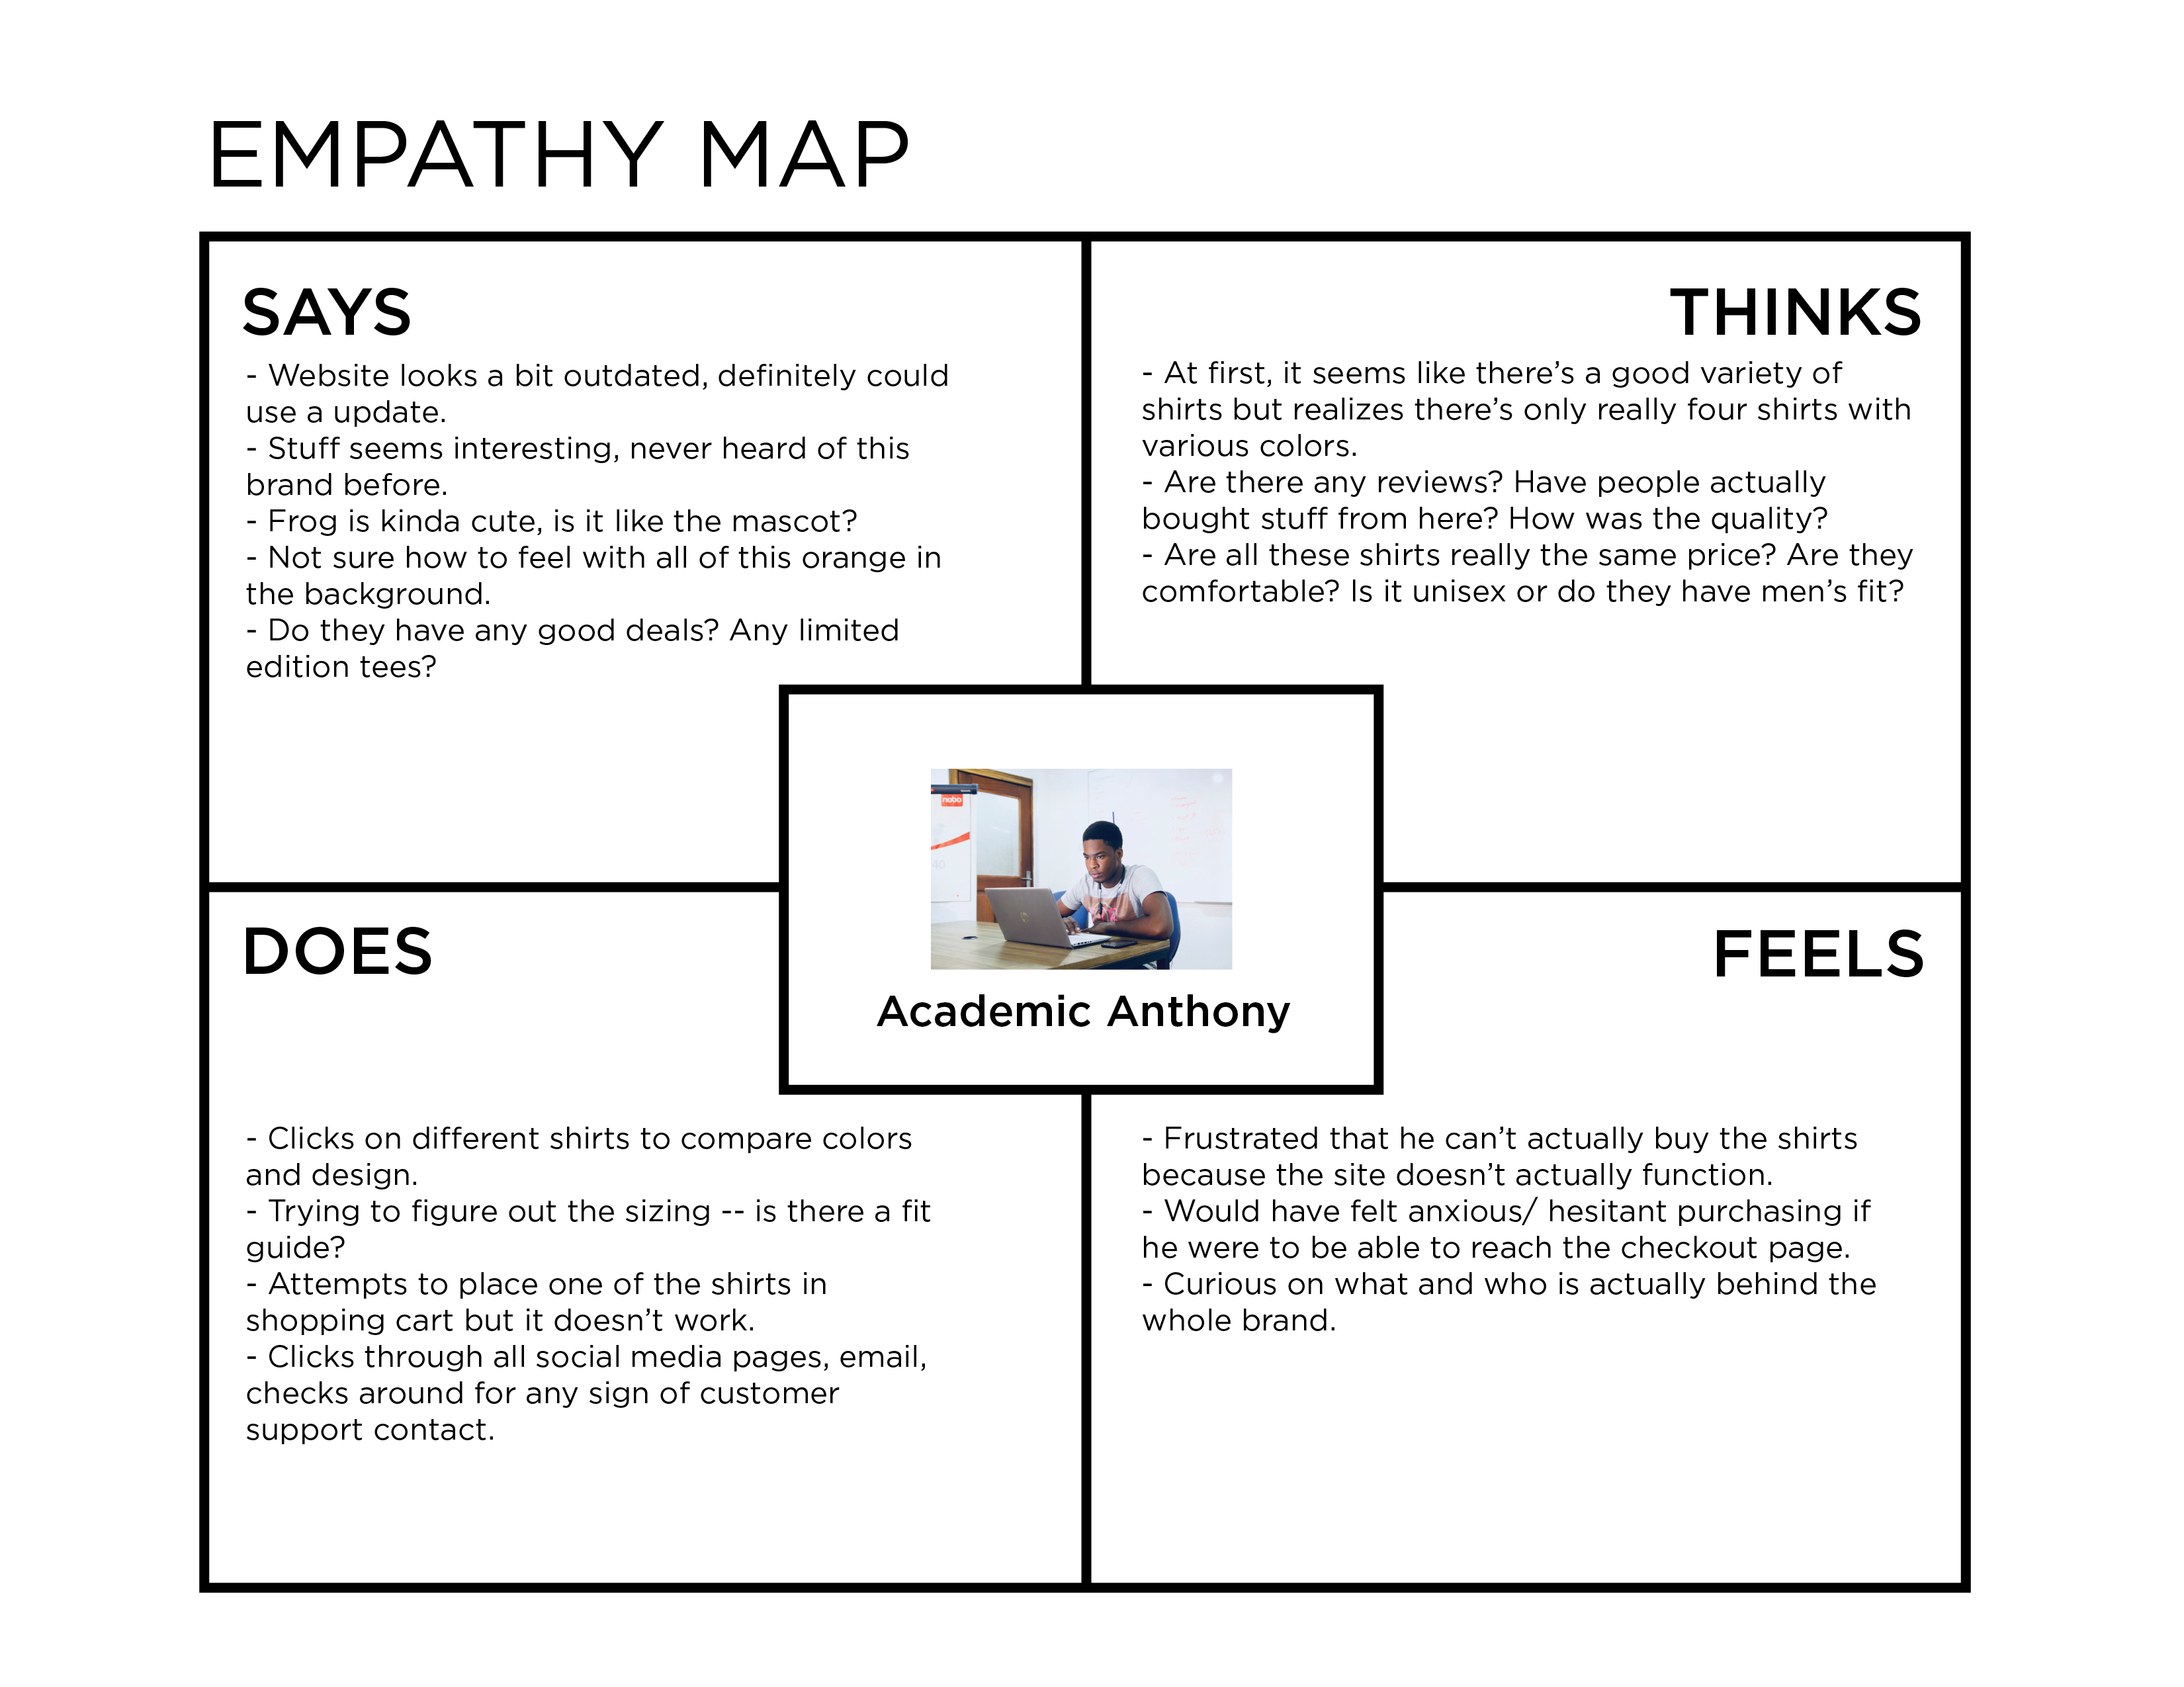 EMPATHY MAP
SAYS
- Website looks a bit outdated, definitely could
use a update.
- Stuff seems interesting, never heard of this
brand before.
- Frog is kinda cute, is it like the mascot?
- Not sure how to feel with all of this orange in
the background.
- Do they have any good deals? Any limited
edition tees?
THINKS
- At first, it seems like there’s a good variety of
shirts but realizes there’s only really four shirts with
various colors.
- Are there any reviews? Have people actually
bought stuff from here? How was the quality?
- Are all these shirts really the same price? Are they
comfortable? Is it unisex or do they have men’s fit?
nobo
40
Academic Anthony
DOES
- Clicks on different shirts to compare colors
and design.
- Trying to figure out the sizing -- is there a fit
guide?
- Attempts to place one of the shirts in
shopping cart but it doesn’t work.
- Clicks through all social media pages, email,
checks around for any sign of customer
support contact.
FEELS
- Frustrated that he can’t actually buy the shirts
because the site doesn’t actually function.
- Would have felt anxious/ hesitant purchasing if
he were to be able to reach the checkout page.
- Curious on what and who is actually behind the
whole brand.